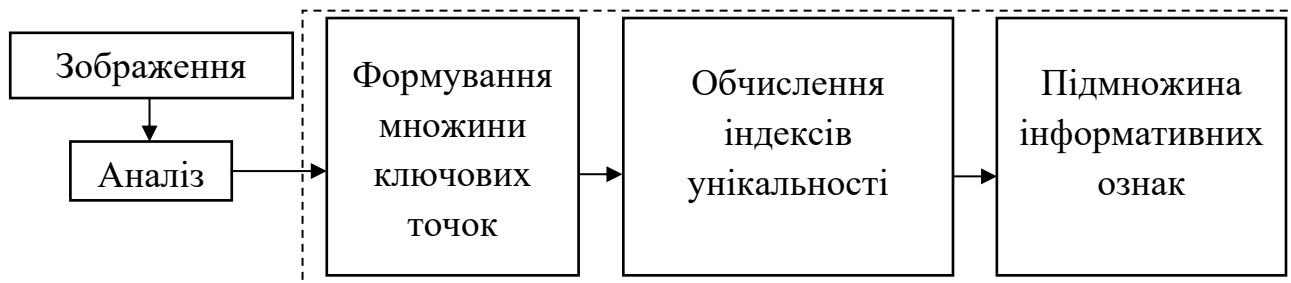 Зображення
Аналіз
Формування
множини
ключових
точок
Обчислення
індексів
унікальності
Підмножина
інформативних
ознак